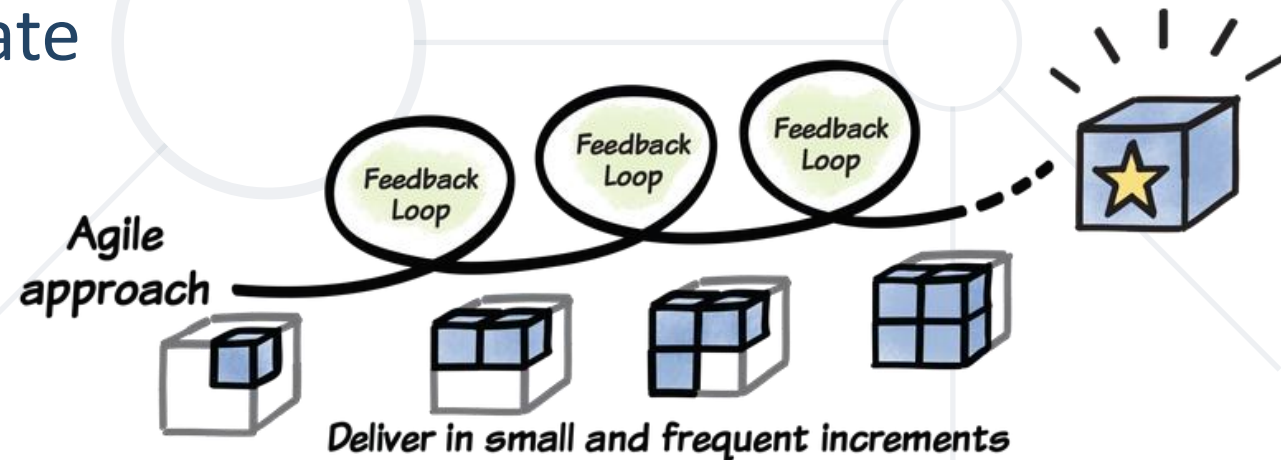 ate
Feedback
Loop
Feedback
Loop
Feedback
Loop
Agile
approach
Deliver in small and frequent increments